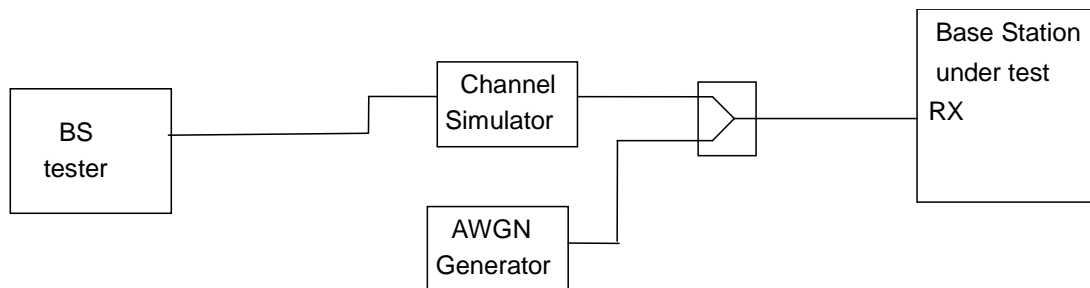 BS
tester
Channel
Simulator
AWGN
Generator
Base Station
under test
RX